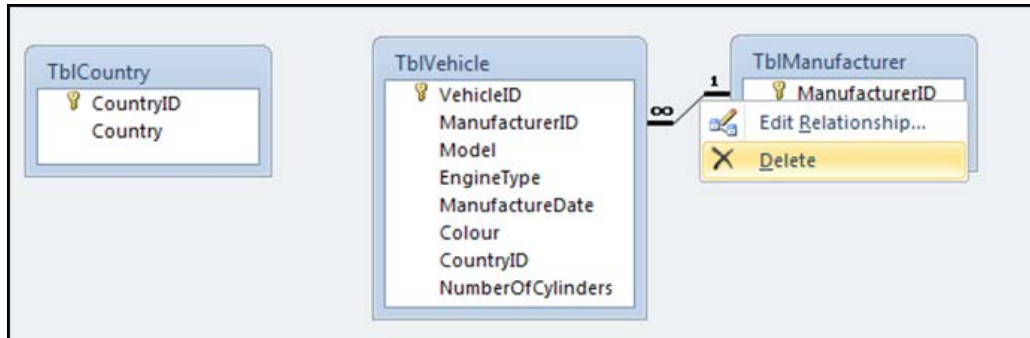 TblCountry
CountryID
Country
TblVehicle
VehicleID
ManufacturerID
Model
EngineType
ManufactureDate
Colour
CountryID
NumberOfCylinders
∞
1
TblManufacturer
ManufacturerID
Edit Relationship...
Delete